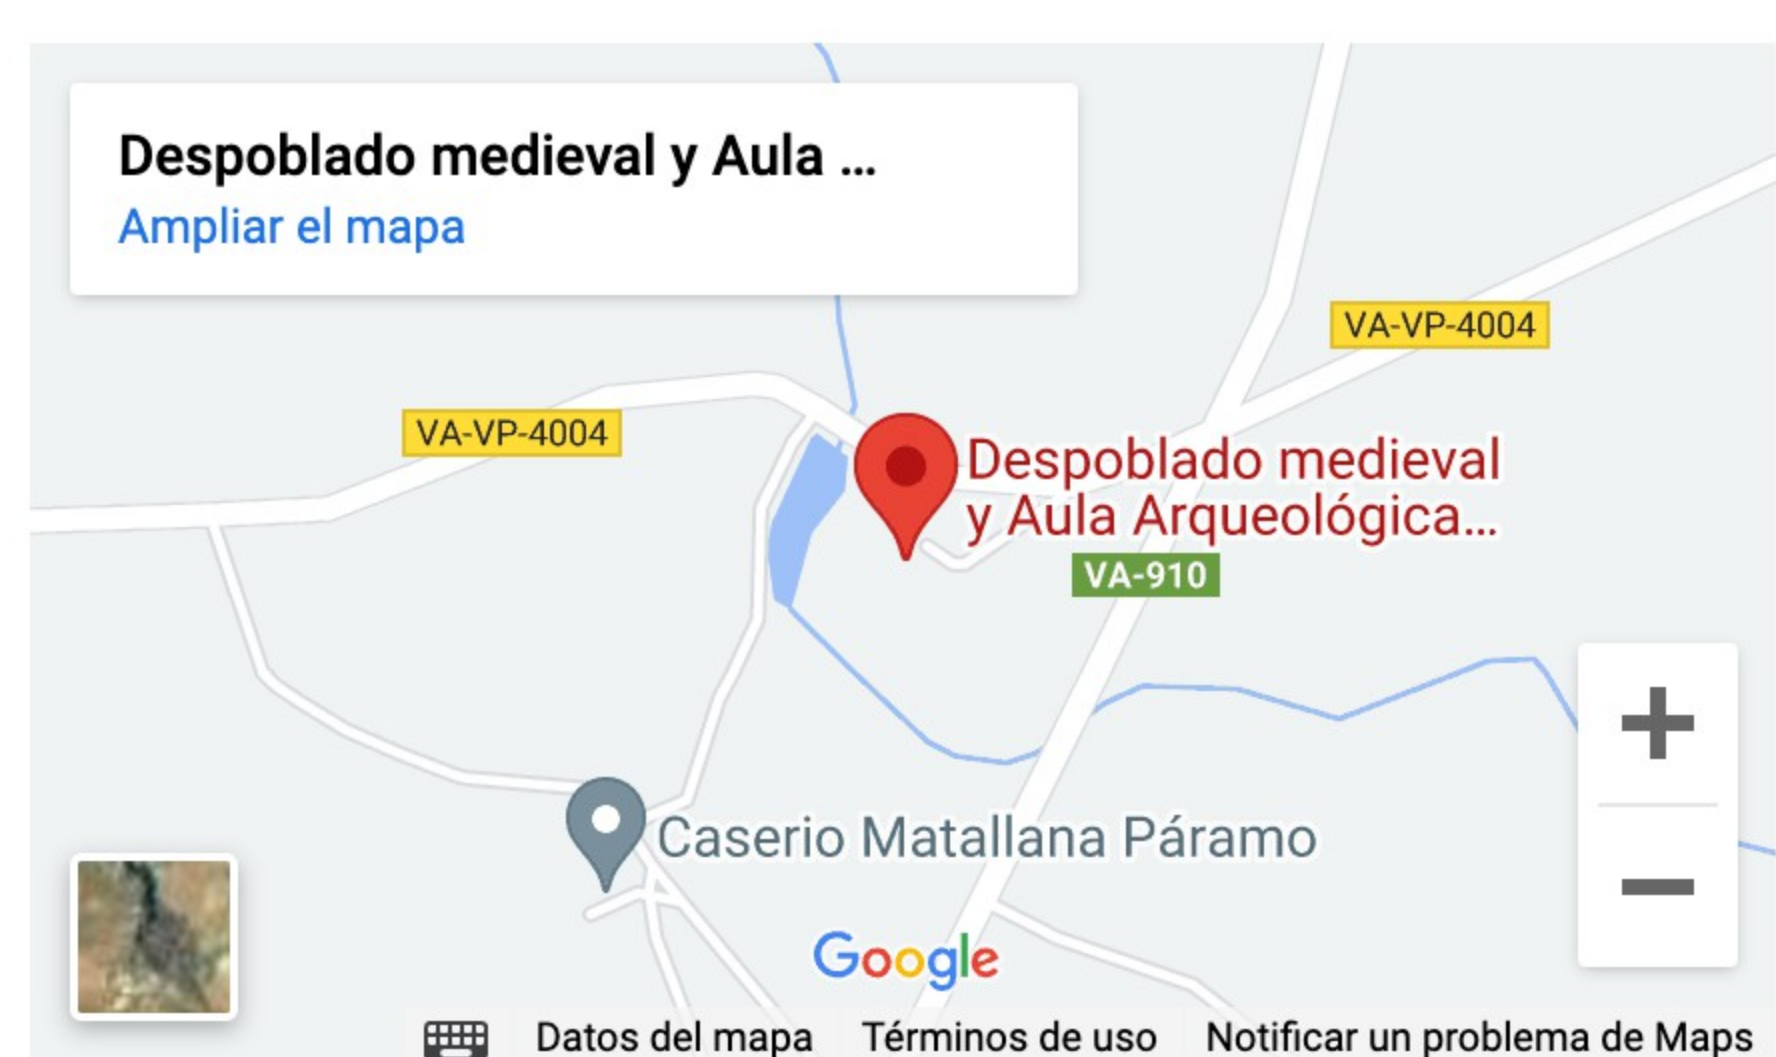 Despoblado medieval y Aula ...
Ampliar el mapa
VA-VP-4004
VA-VP-4004
Despoblado medieval
y Aula Arqueológica...
VA-910
Caserio Matallana Páramo
Google
Datos del mapa
Términos de uso
Notificar un problema de Maps